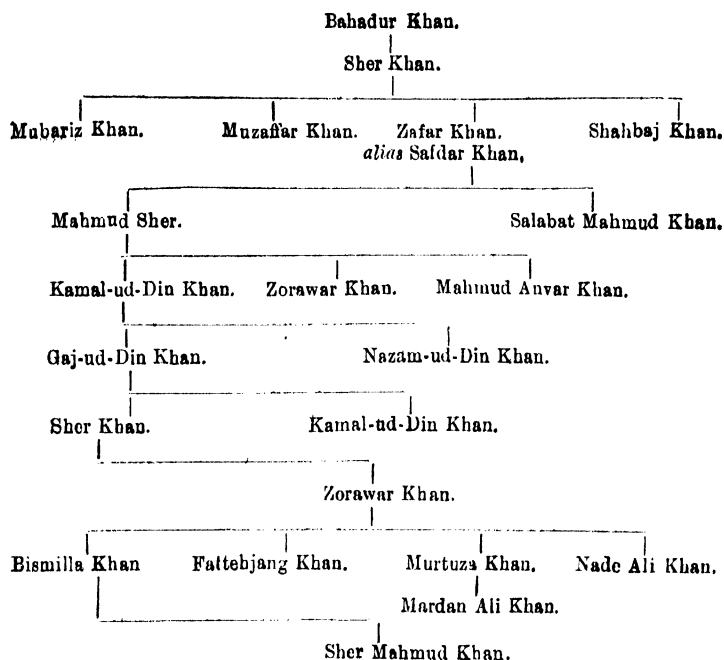 Bahadur Khan.
Sher Khan.
Mubariz Khan. Muzaffar Khan. Zafar Khan. Shahbaj Khan.
alias Safdar Khan.
Mahmud Sher. Salabat Mahmud Khan.
Kamal-ud-Din Khan. Zorawar Khan. Mahmud Anvar Khan.
Gaj-ud-Din Khan. Nazam-ud-Din Khan.
Sher Khan. Kamal-ud-Din Khan.
Zorawar Khan.
Bismilla Khan Fattehjang Khan. Murtuza Khan. Nade Ali Khan.
Mardan Ali Khan.
Sher Mahmud Khan.